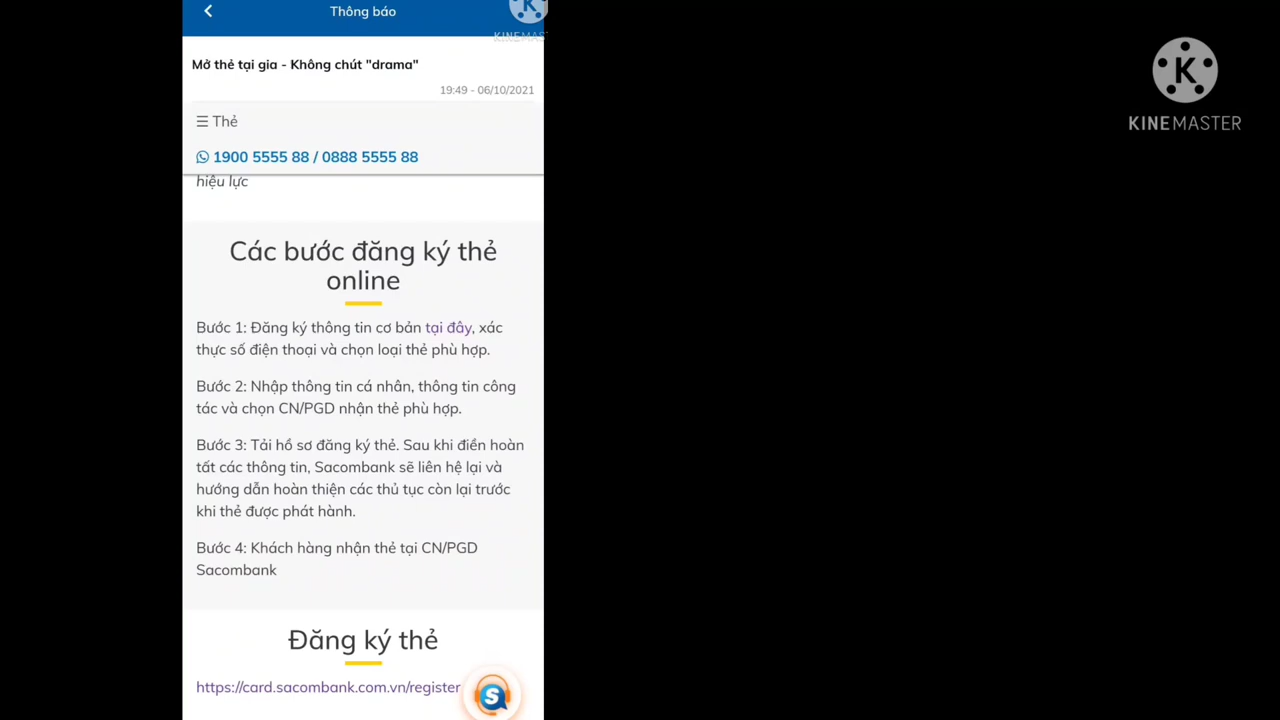 Thông báo
KINEMAS
Mở thẻ tại gia - Không chút "drama"
19:49 - 06/10/2021
☰ Thẻ
1900 5555 88 / 0888 5555 88
hiệu lực
Các bước đăng ký thẻ
online
Bước 1: Đăng ký thông tin cơ bản tại đây, xác
thực số điện thoại và chọn loại thẻ phù hợp.
Bước 2: Nhập thông tin cá nhân, thông tin công
tác và chọn CN/PGD nhận thẻ phù hợp.
Bước 3: Tải hồ sơ đăng ký thẻ. Sau khi điền hoàn
tất các thông tin, Sacombank sẽ liên hệ lại và
hướng dẫn hoàn thiện các thủ tục còn lại trước
khi thẻ được phát hành.
Bước 4: Khách hàng nhận thẻ tại CN/PGD
Sacombank
Đăng ký thẻ
https://card.sacombank.com.vn/register
S
K
KINEMASTER